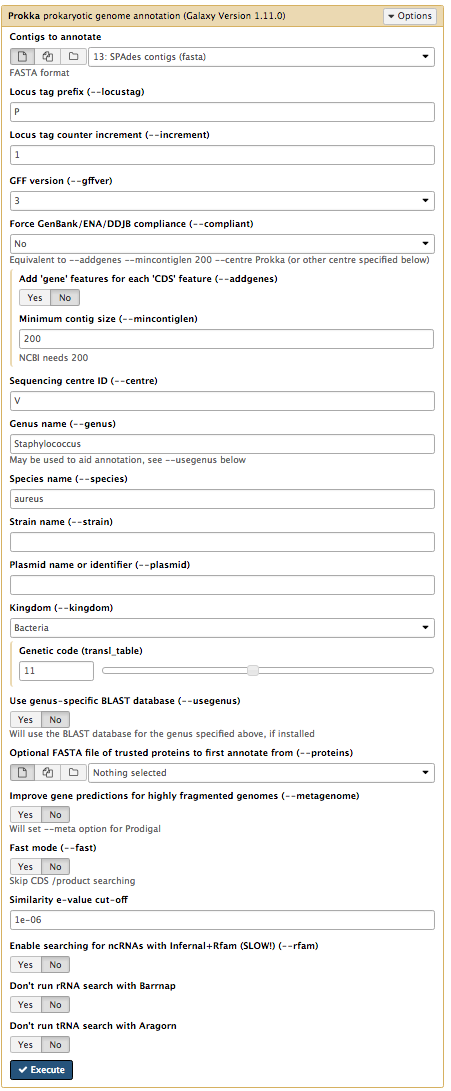 Prokka prokaryotic genome annotation (Galaxy Version 1.11.0)
Options
Contigs to annotate
13: SPAdes contigs (fasta)
FASTA format
Locus tag prefix (--locustag)
P
Locus tag counter increment (--increment)
1
GFF version (--gffver)
3
Force GenBank/ENA/DDJB compliance (--compliant)
No
Equivalent to --addgenes --mincontiglen 200 --centre Prokka (or other centre specified below)
Add 'gene' features for each 'CDS' feature (--addgenes)
Yes No
Minimum contig size (--mincontiglen)
200
NCBI needs 200
Sequencing centre ID (--centre)
V
Genus name (--genus)
Staphylococcus
May be used to aid annotation, see --usegenus below
Species name (--species)
aureus
Strain name (--strain)
Plasmid name or identifier (--plasmid)
Kingdom (--kingdom)
Bacteria
Genetic code (transl_table)
11
Use genus-specific BLAST database (--usegenus)
Yes No
Will use the BLAST database for the genus specified above, if installed
Optional FASTA file of trusted proteins to first annotate from (--proteins)
Nothing selected
Improve gene predictions for highly fragmented genomes (--metagenome)
Yes No
Will set --meta option for Prodigal
Fast mode (--fast)
Yes No
Skip CDS /product searching
Similarity e-value cut-off
1e-06
Enable searching for ncRNAs with Infernal+Rfam (SLOW!) (--rfam)
Yes No
Don't run rRNA search with Barrnap
Yes No
Don't run tRNA search with Aragorn
Yes No
Execute